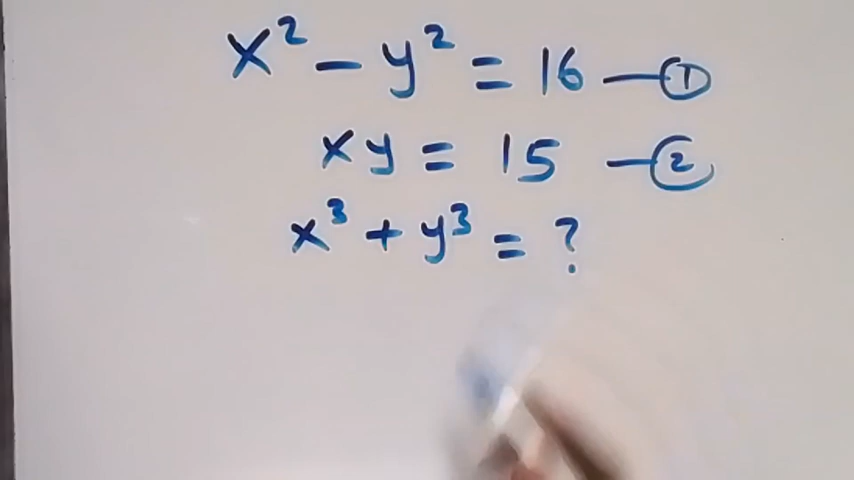 x² - y² = 16 — ①
xy = 15 — ②
x³ + y³ = ?